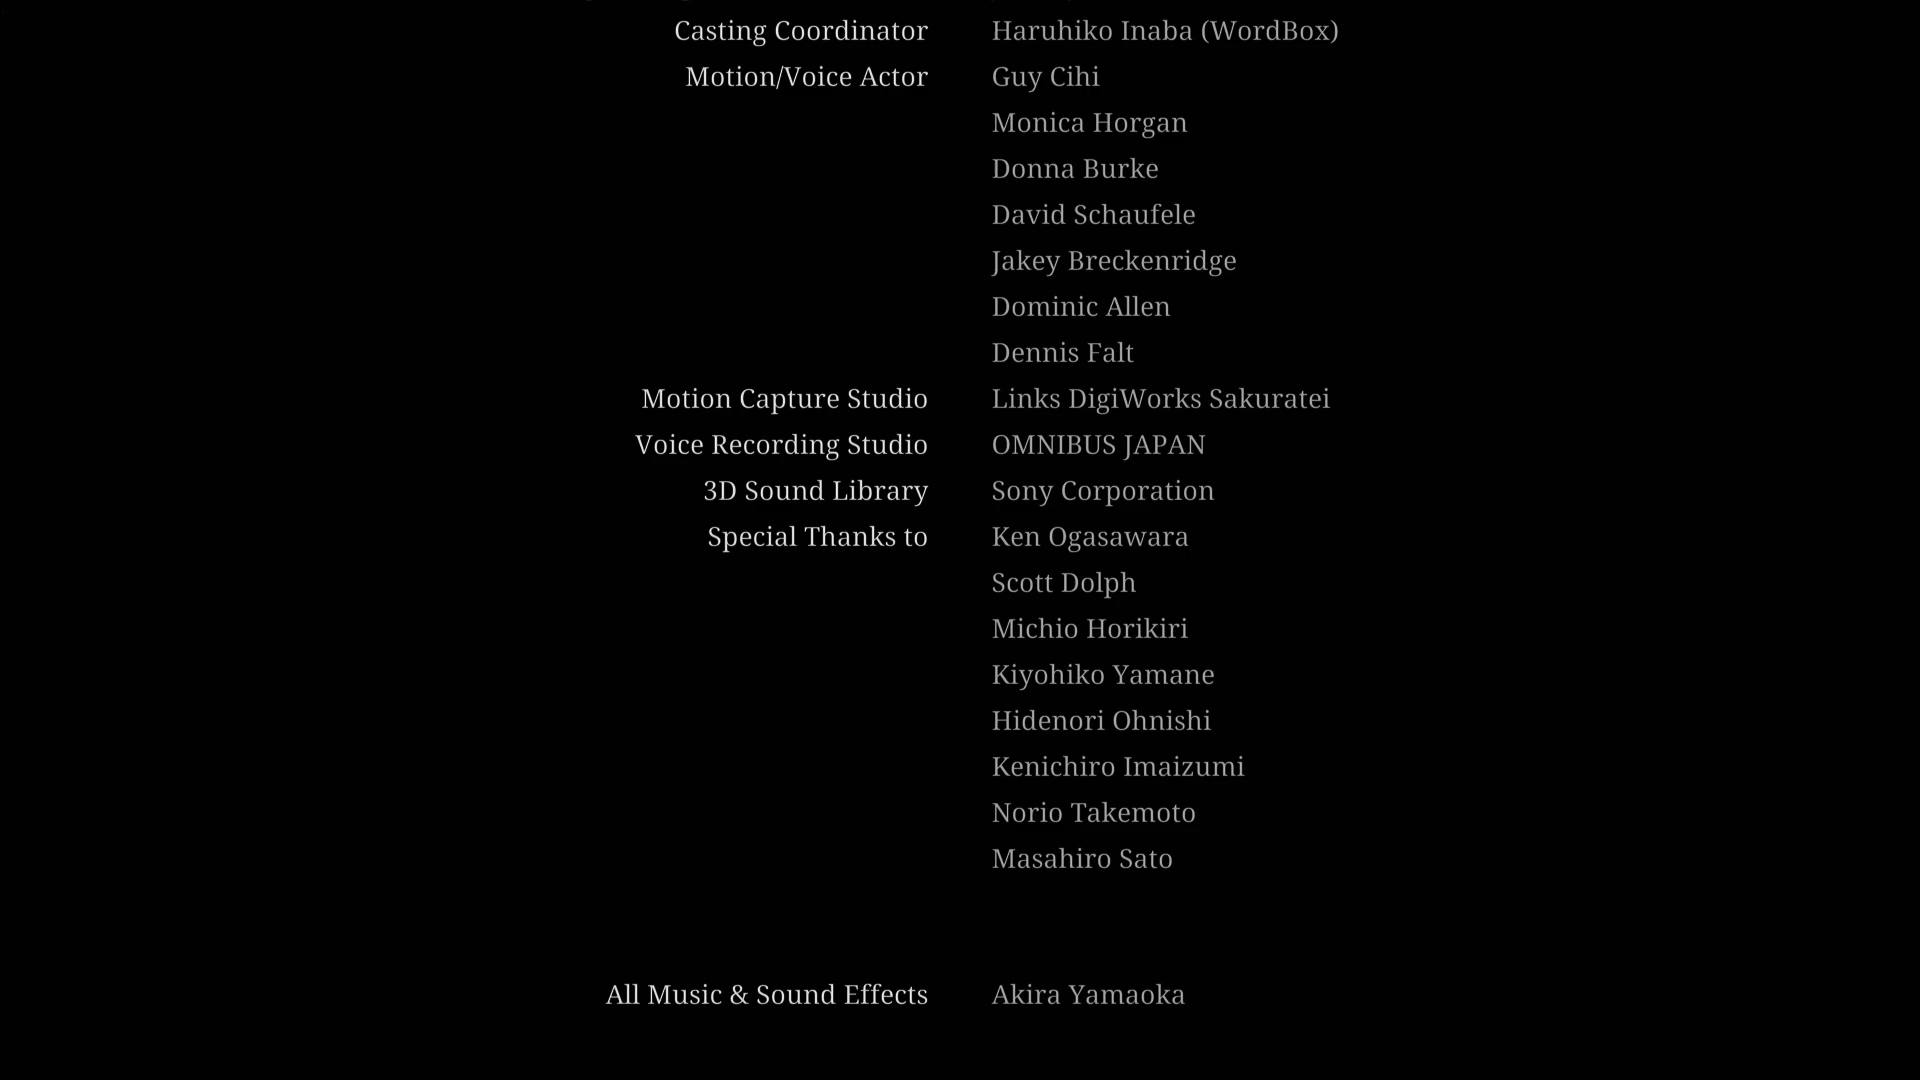 Casting Coordinator Haruhiko Inaba (WordBox)
Motion/Voice Actor Guy Cihi
Monica Horgan
Donna Burke
David Schaufele
Jakey Breckenridge
Dominic Allen
Dennis Falt
Motion Capture Studio Links DigiWorks Sakuratei
Voice Recording Studio OMNIBUS JAPAN
3D Sound Library Sony Corporation
Special Thanks to Ken Ogasawara
Scott Dolph
Michio Horikiri
Kiyohiko Yamane
Hidenori Ohnishi
Kenichiro Imaizumi
Norio Takemoto
Masahiro Sato
All Music & Sound Effects Akira Yamaoka